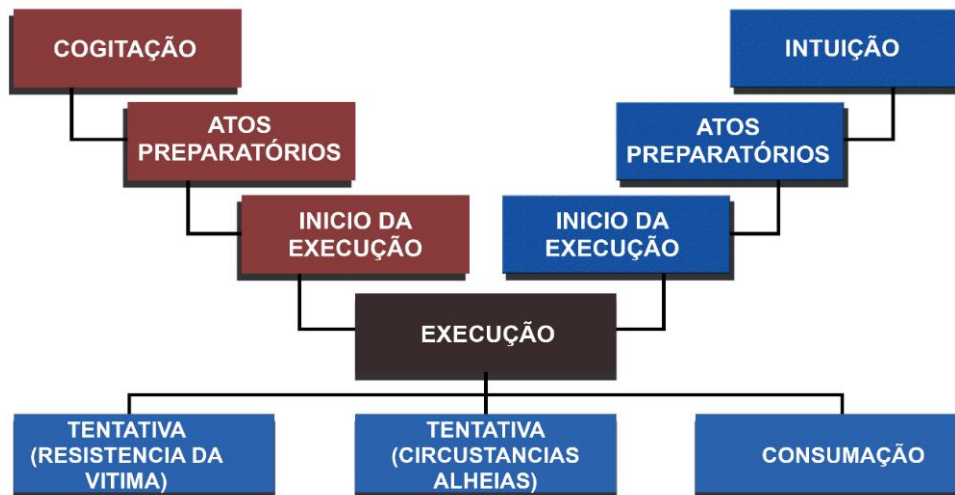 COGITAÇÃO
INTUIÇÃO
ATOS
PREPARATÓRIOS
ATOS
PREPARATÓRIOS
INICIO DA
EXECUÇÃO
INICIO DA
EXECUÇÃO
EXECUÇÃO
TENTATIVA
(RESISTENCIA DA
VITIMA)
TENTATIVA
(CIRCUSTANCIAS
ALHEIAS)
CONSUMAÇÃO